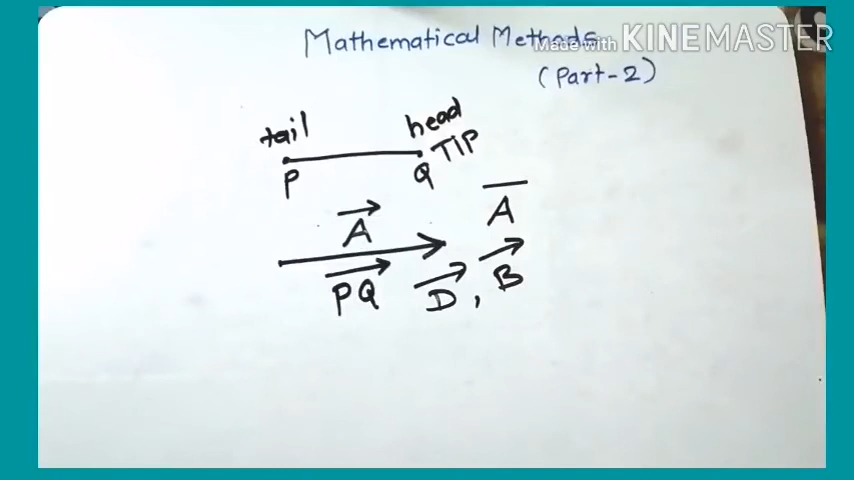 Mathematical Methods
Made with KINEMASTER
(Part-2)
tail head
TIP
P Q
A A
PQ D, B